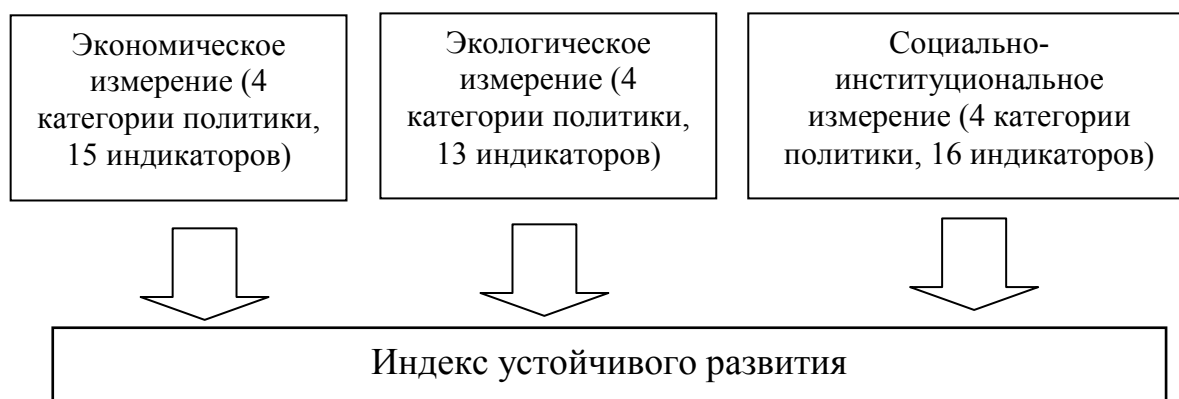 Экономическое
измерение (4
категории политики,
15 индикаторов)
Экологическое
измерение (4
категории политики,
13 индикаторов)
Социально-
институциональное
измерение (4 категории
политики, 16 индикаторов)
Индекс устойчивого развития